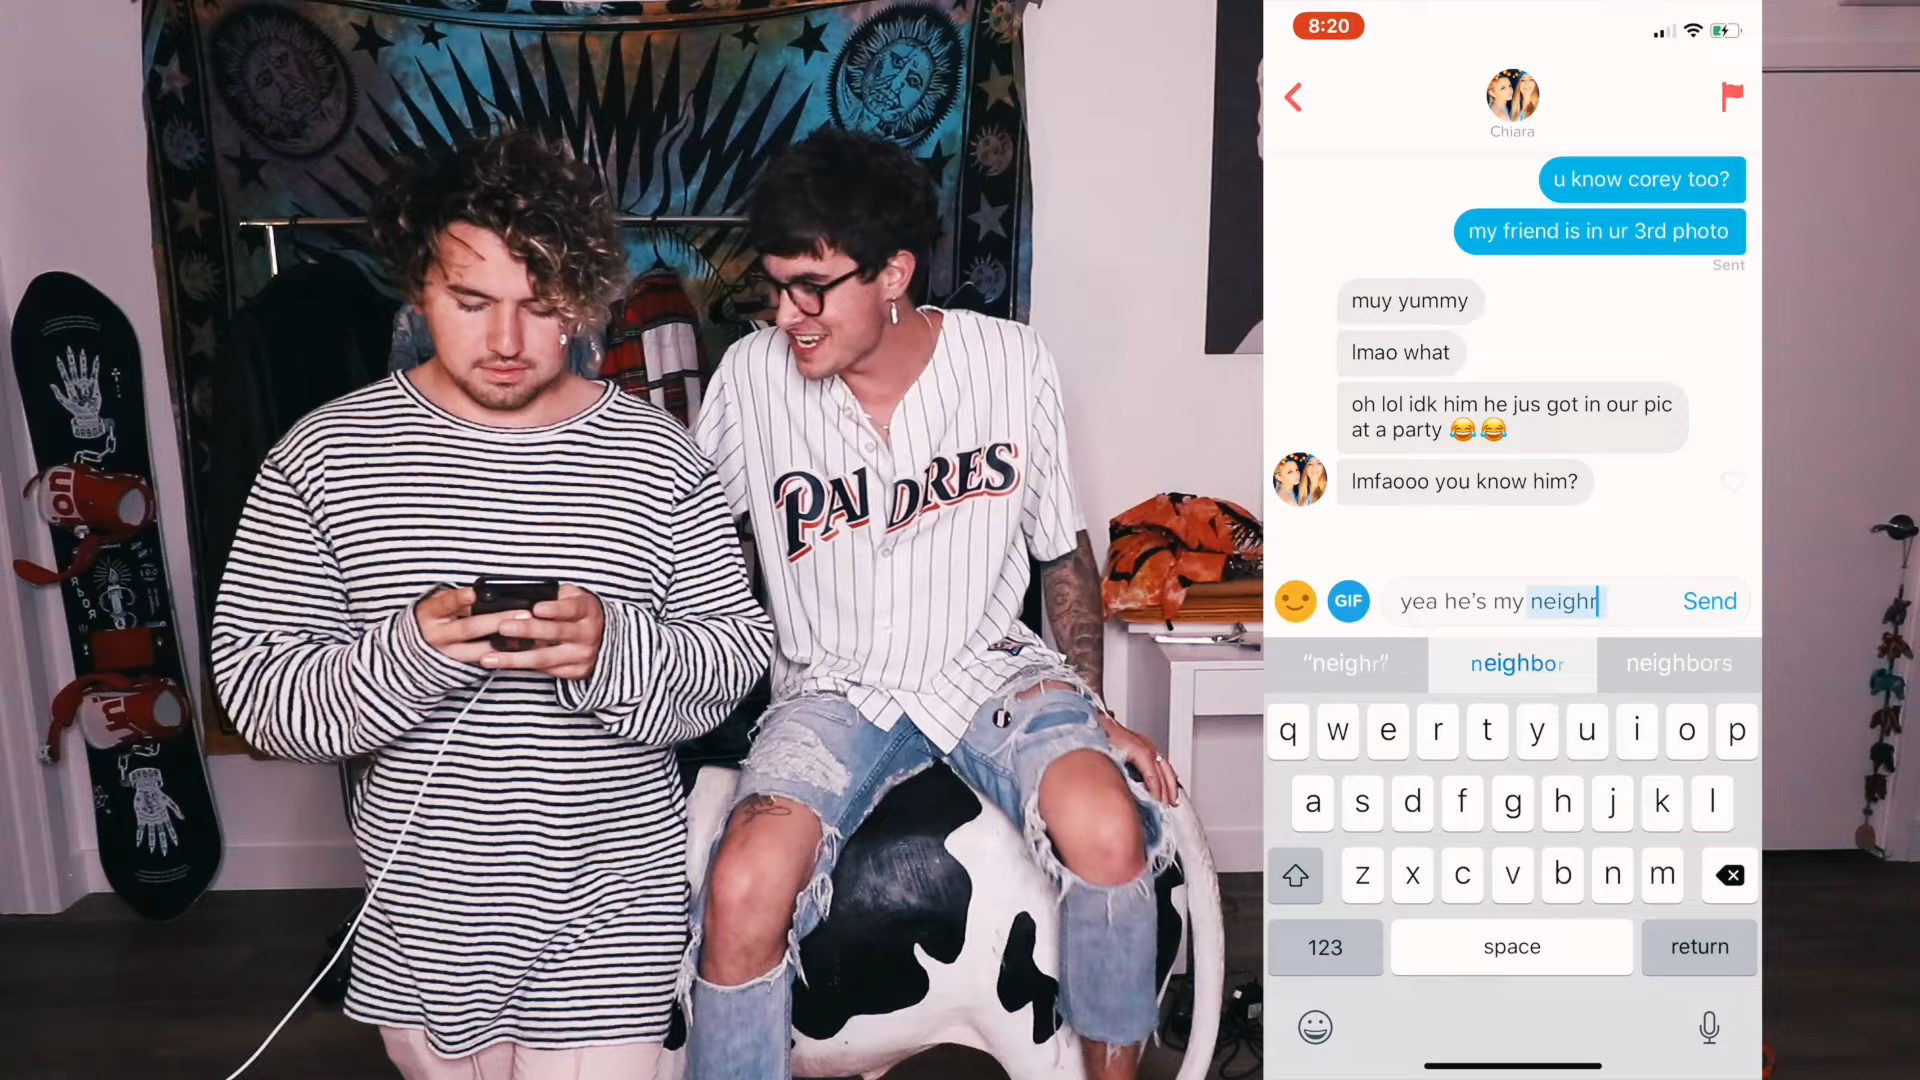 8:20
Chiara
u know corey too?
my friend is in ur 3rd photo
Sent
muy yummy
lmao what
oh lol idk him he jus got in our pic
at a party 😂😂
lmfaooo you know him?
GIF
yea he's my neighr
Send
"neighr" neighbor neighbors
q w e r t y u i o p
a s d f g h j k l
z x c v b n m
123 space return
PADRES
ARBOR
ARBOR